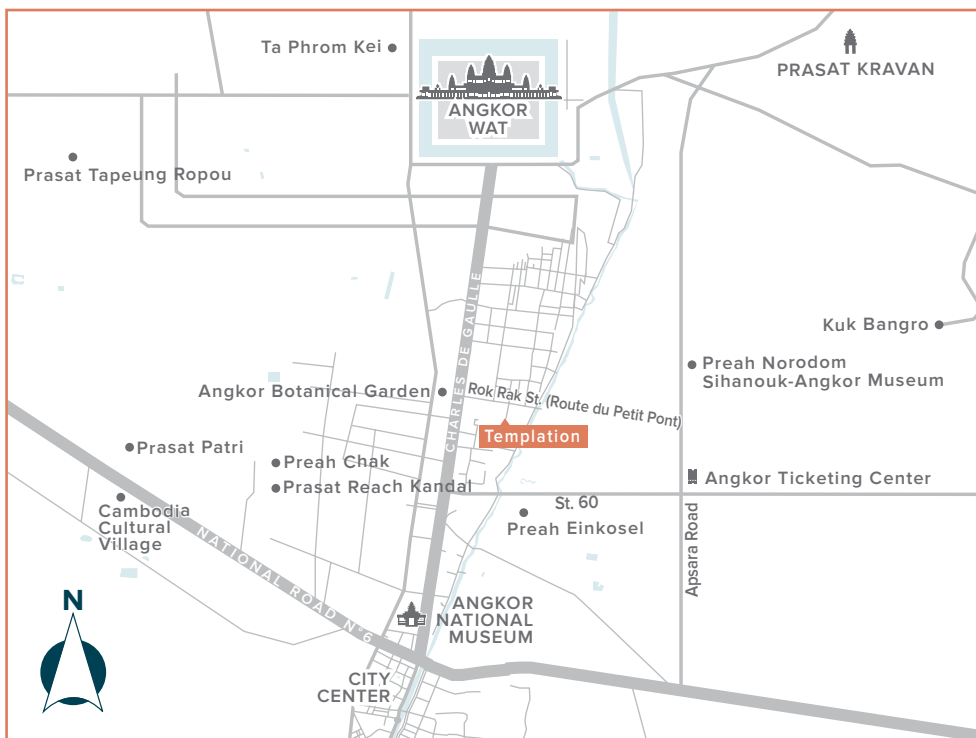 Ta Phrom Kei
PRASAT KRAVAN
ANGKOR
WAT
Prasat Tapeung Ropou
CHARLES DE GAULLE
Kuk Bangro
Preah Norodom
Sihanouk-Angkor Museum
Angkor Botanical Garden
Rok Rak St. (Route du Petit Pont)
Templation
Prasat Patri
Preah Chak
Prasat Reach Kandal
Angkor Ticketing Center
Cambodia
Cultural
Village
St. 60
Preah Einkosel
Apsara Road
NATIONAL ROAD N°6
N
ANGKOR
NATIONAL
MUSEUM
CITY
CENTER